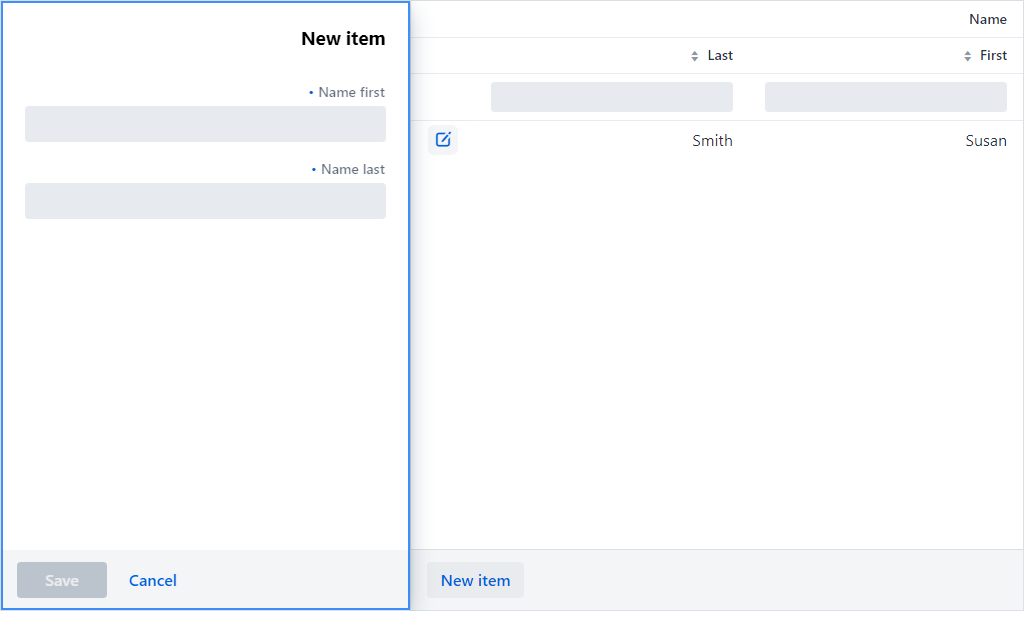 New item
• Name first
• Name last
Save
Cancel
Name
Last
First
Smith
Susan
New item